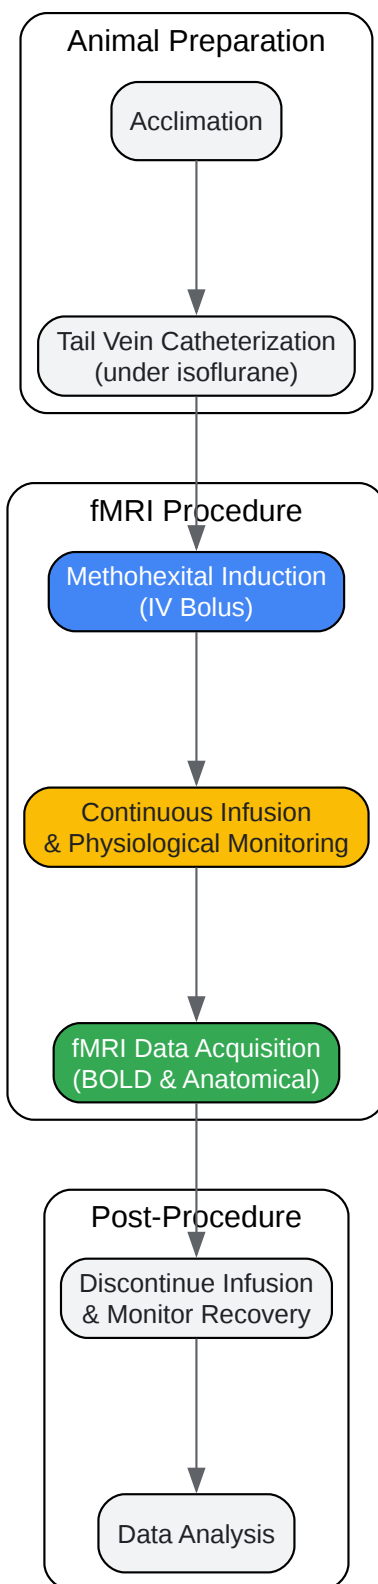 Animal Preparation
Acclimation
Tail Vein Catheterization
(under isoflurane)
fMRI Procedure
Methohexital Induction
(IV Bolus)
Continuous Infusion
& Physiological Monitoring
fMRI Data Acquisition
(BOLD & Anatomical)
Post-Procedure
Discontinue Infusion
& Monitor Recovery
Data Analysis